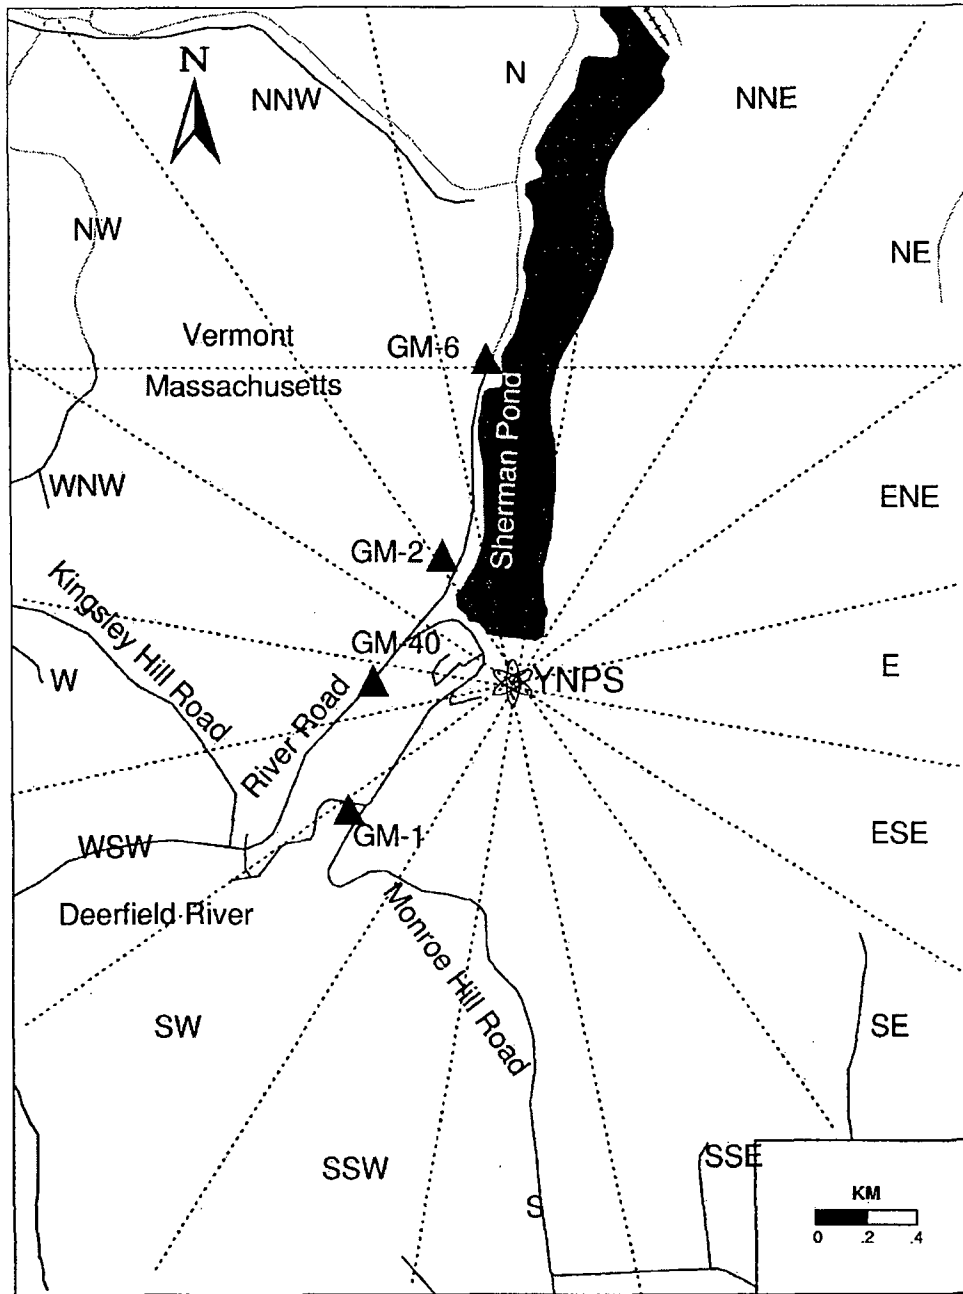 N
N
NNW
NNE
NW
NE
Vermont
GM-6
Massachusetts
Sherman Pond
WNW
ENE
GM-2
Kingsley Hill Road
GM-40
W
River Road
YNPS
E
WSW
GM-1
ESE
Deerfield River
Monroe Hill Road
SW
SE
SSW
SSE
S
KM
0 .2 .4